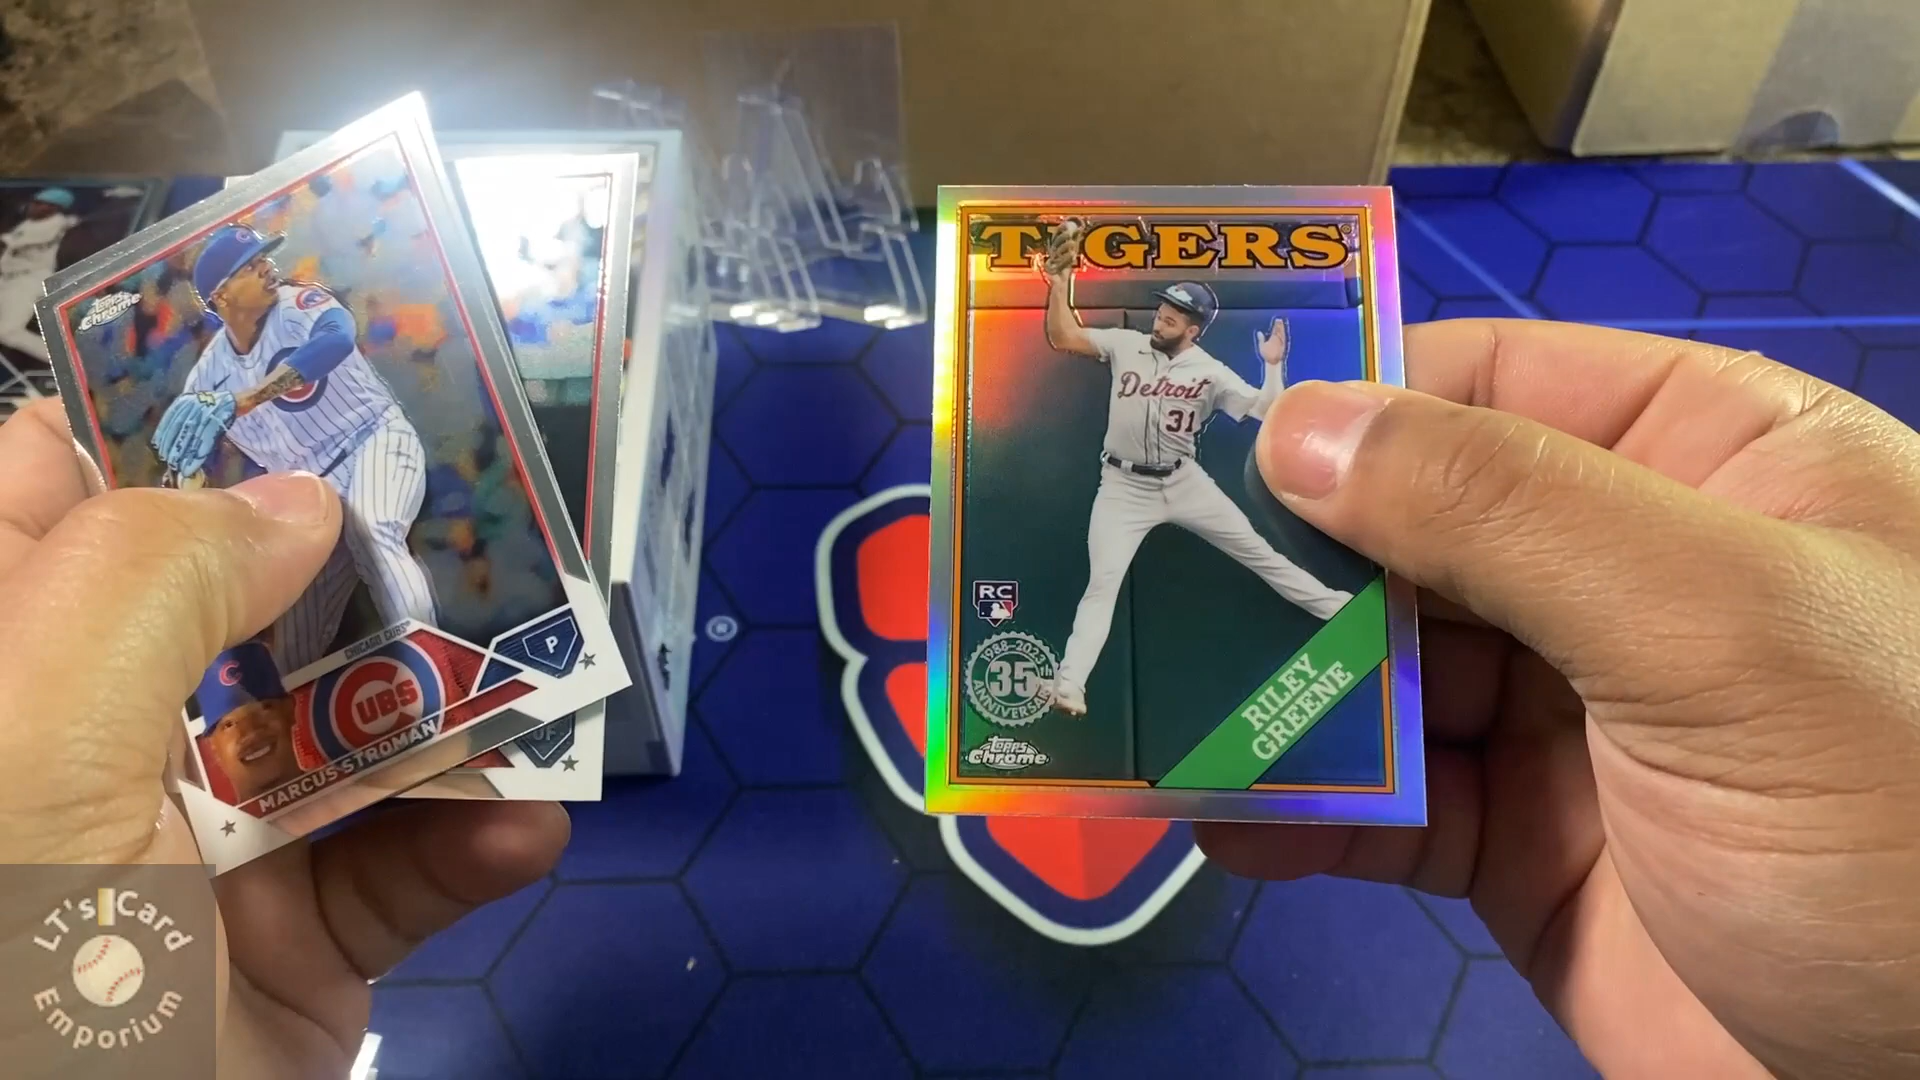 Topps
Chrome
CHICAGO CUBS®
P
CUBS
MARCUS STROMAN
OF
TIGERS®
Detroit
31
RC
1988-2023
35th
ANNIVERSARY
Topps
Chrome
RILEY
GREENE
LT's Card
Emporium